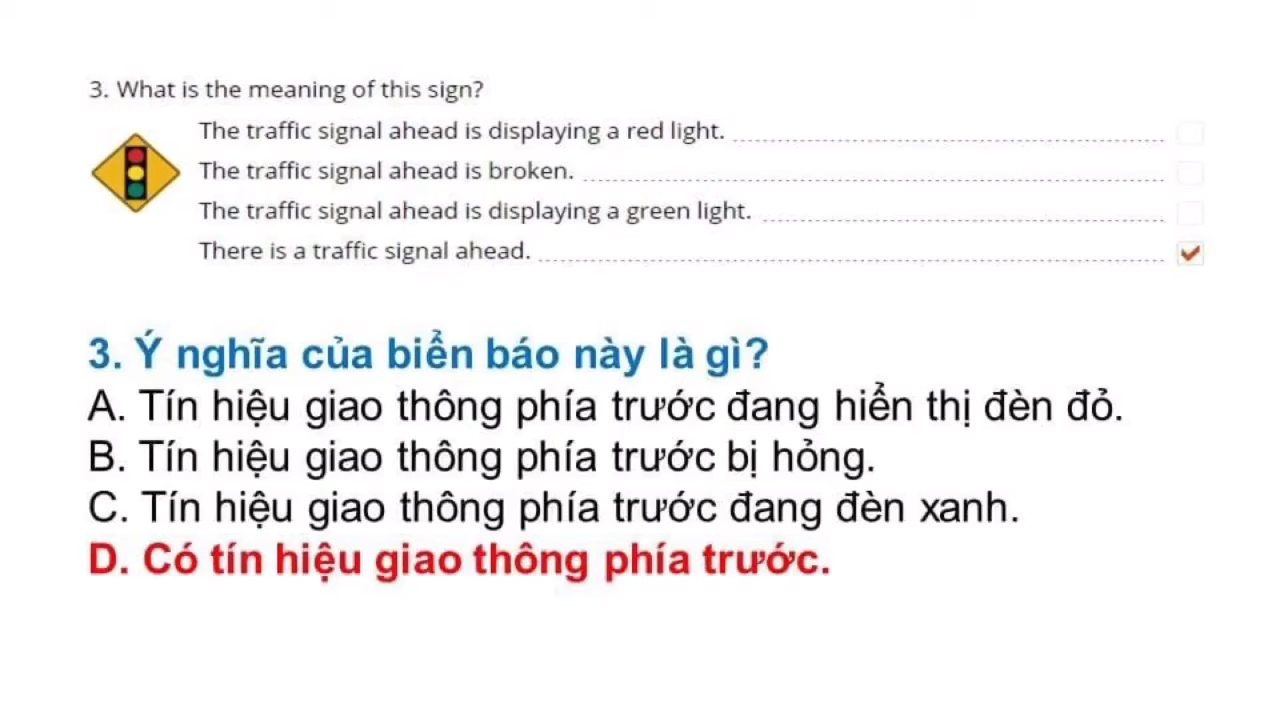 3. What is the meaning of this sign?
The traffic signal ahead is displaying a red light.
The traffic signal ahead is broken.
The traffic signal ahead is displaying a green light.
There is a traffic signal ahead.
3. Ý nghĩa của biển báo này là gì?
A. Tín hiệu giao thông phía trước đang hiển thị đèn đỏ.
B. Tín hiệu giao thông phía trước bị hỏng.
C. Tín hiệu giao thông phía trước đang đèn xanh.
D. Có tín hiệu giao thông phía trước.